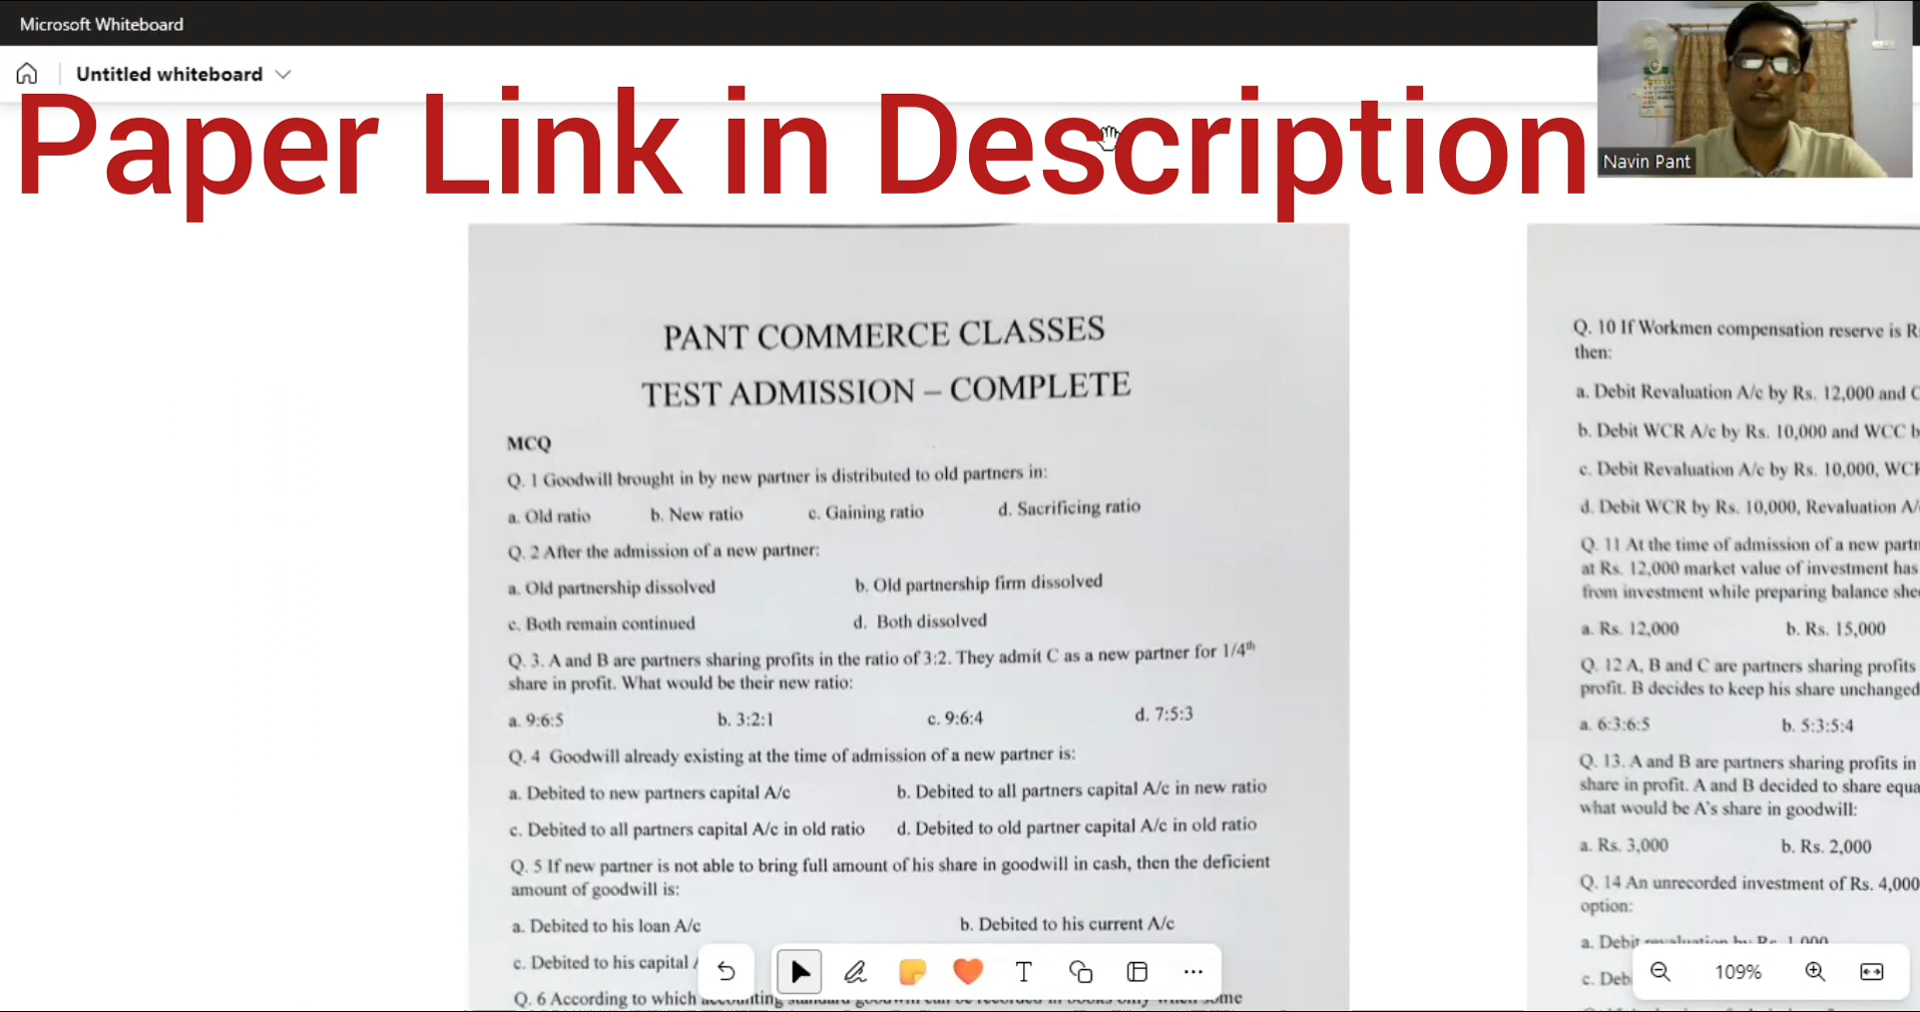 Microsoft Whiteboard
Untitled whiteboard
Paper Link in Description
Navin Pant
PANT COMMERCE CLASSES
TEST ADMISSION – COMPLETE
MCQ
Q. 1 Goodwill brought in by new partner is distributed to old partners in:
a. Old ratio b. New ratio c. Gaining ratio d. Sacrificing ratio
Q. 2 After the admission of a new partner:
a. Old partnership dissolved b. Old partnership firm dissolved
c. Both remain continued d. Both dissolved
Q. 3. A and B are partners sharing profits in the ratio of 3:2. They admit C as a new partner for 1/4th
share in profit. What would be their new ratio:
a. 9:6:5 b. 3:2:1 c. 9:6:4 d. 7:5:3
Q. 4 Goodwill already existing at the time of admission of a new partner is:
a. Debited to new partners capital A/c b. Debited to all partners capital A/c in new ratio
c. Debited to all partners capital A/c in old ratio d. Debited to old partner capital A/c in old ratio
Q. 5 If new partner is not able to bring full amount of his share in goodwill in cash, then the deficient
amount of goodwill is:
a. Debited to his loan A/c b. Debited to his current A/c
c. Debited to his capital
Q. 6 According to which
Q. 10 If Workmen compensation reserve is
then:
a. Debit Revaluation A/c by Rs. 12,000 and
b. Debit WCR A/c by Rs. 10,000 and WCC
c. Debit Revaluation A/c by Rs. 10,000,
d. Debit WCR by Rs. 10,000, Revaluation
Q. 11 At the time of admission of a new
at Rs. 12,000 market value of investment has
from investment while preparing balance
a. Rs. 12,000 b. Rs. 15,000
Q. 12 A, B and C are partners sharing profits
profit. B decides to keep his share unchanged
a. 6:3:6:5 b. 5:3:5:4
Q. 13. A and B are partners sharing profits in
share in profit. A and B decided to share
what would be A's share in goodwill:
a. Rs. 3,000 b. Rs. 2,000
Q. 14 An unrecorded investment of Rs. 4,000
option:
a. Debit
c.
109%